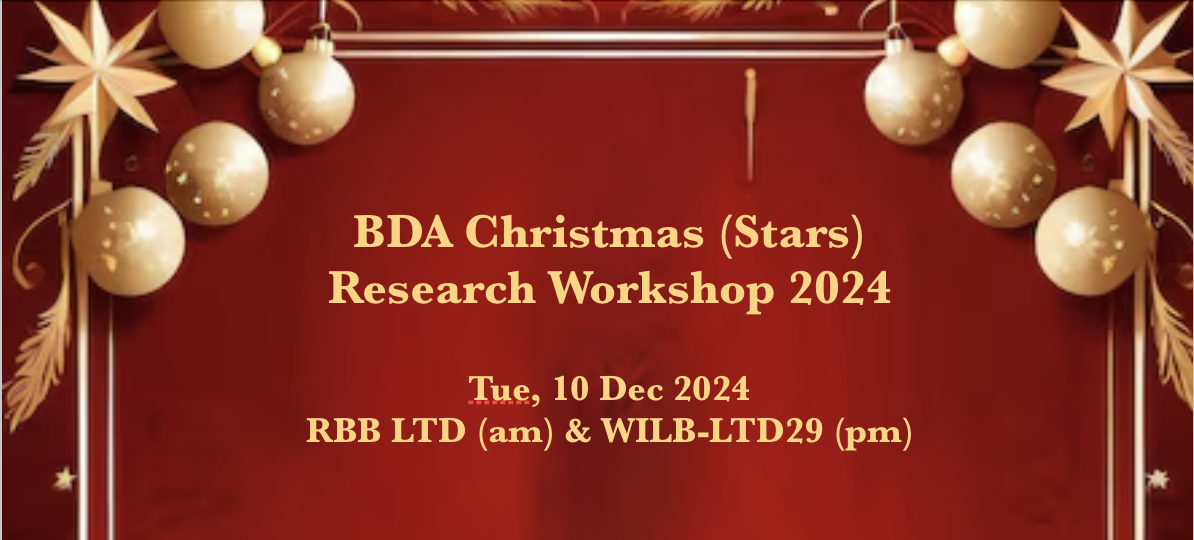 BDA Christmas (Stars)
Research Workshop 2024
Tue, 10 Dec 2024
RBB LTD (am) & WILB-LTD29 (pm)